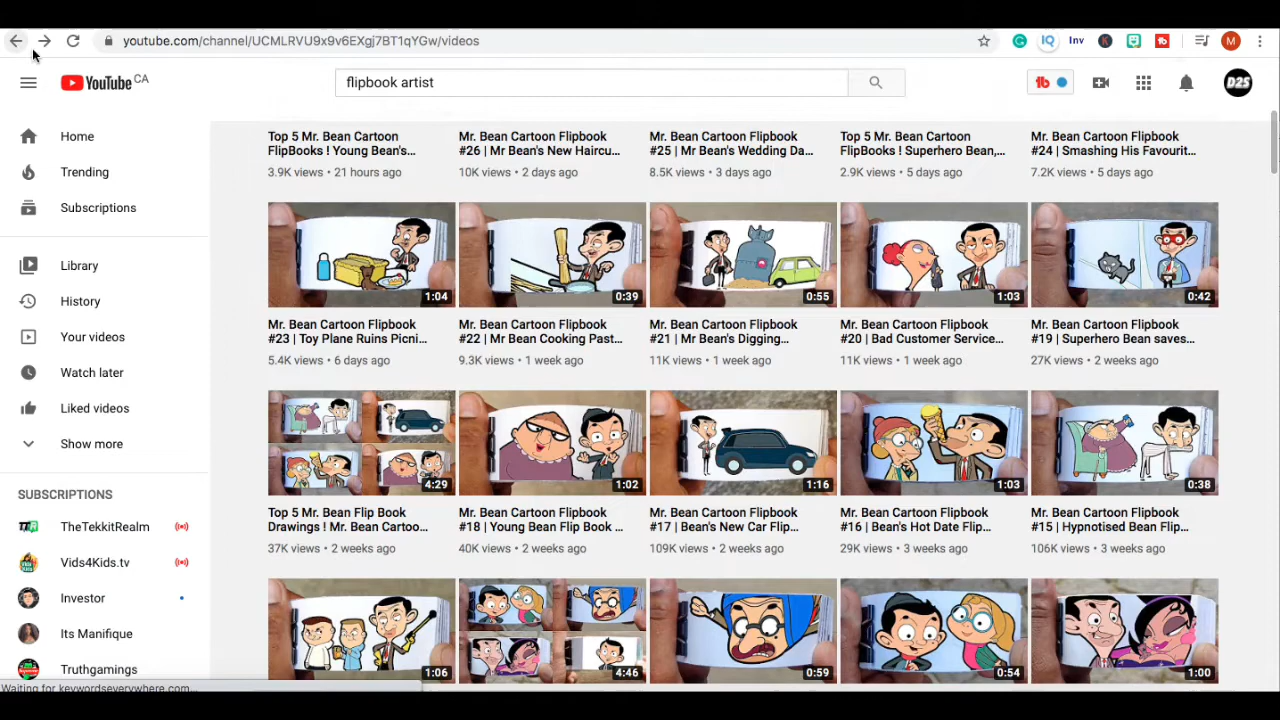 youtube.com/channel/UCMLRVU9x9v6EXgj7BT1qYGw/videos
IQ
Inv
K
tb
M
YouTube CA
flipbook artist
tb
D2S
Home
Trending
Subscriptions
Library
History
Your videos
Watch later
Liked videos
Show more
SUBSCRIPTIONS
TheTekkitRealm
Vids4Kids.tv
Investor
Its Manifique
Truthgamings
Waiting for keywordseverywhere.com...
Top 5 Mr. Bean Cartoon
FlipBooks ! Young Bean's...
3.9K views • 21 hours ago
Mr. Bean Cartoon Flipbook
#26 | Mr Bean's New Haircu...
10K views • 2 days ago
Mr. Bean Cartoon Flipbook
#25 | Mr Bean's Wedding Da...
8.5K views • 3 days ago
Top 5 Mr. Bean Cartoon
FlipBooks ! Superhero Bean,...
2.9K views • 5 days ago
Mr. Bean Cartoon Flipbook
#24 | Smashing His Favourit...
7.2K views • 5 days ago
1:04
0:39
0:55
1:03
0:42
Mr. Bean Cartoon Flipbook
#23 | Toy Plane Ruins Picni...
5.4K views • 6 days ago
Mr. Bean Cartoon Flipbook
#22 | Mr Bean Cooking Past...
9.3K views • 1 week ago
Mr. Bean Cartoon Flipbook
#21 | Mr Bean's Digging...
11K views • 1 week ago
Mr. Bean Cartoon Flipbook
#20 | Bad Customer Service...
11K views • 1 week ago
Mr. Bean Cartoon Flipbook
#19 | Superhero Bean saves...
27K views • 2 weeks ago
4:29
1:02
1:16
1:03
0:38
Top 5 Mr. Bean Flip Book
Drawings ! Mr. Bean Cartoo...
37K views • 2 weeks ago
Mr. Bean Cartoon Flipbook
#18 | Young Bean Flip Book ...
40K views • 2 weeks ago
Mr. Bean Cartoon Flipbook
#17 | Bean's New Car Flip...
109K views • 2 weeks ago
Mr. Bean Cartoon Flipbook
#16 | Bean's Hot Date Flip...
29K views • 3 weeks ago
Mr. Bean Cartoon Flipbook
#15 | Hypnotised Bean Flip...
106K views • 3 weeks ago
1:06
4:46
0:59
0:54
1:00